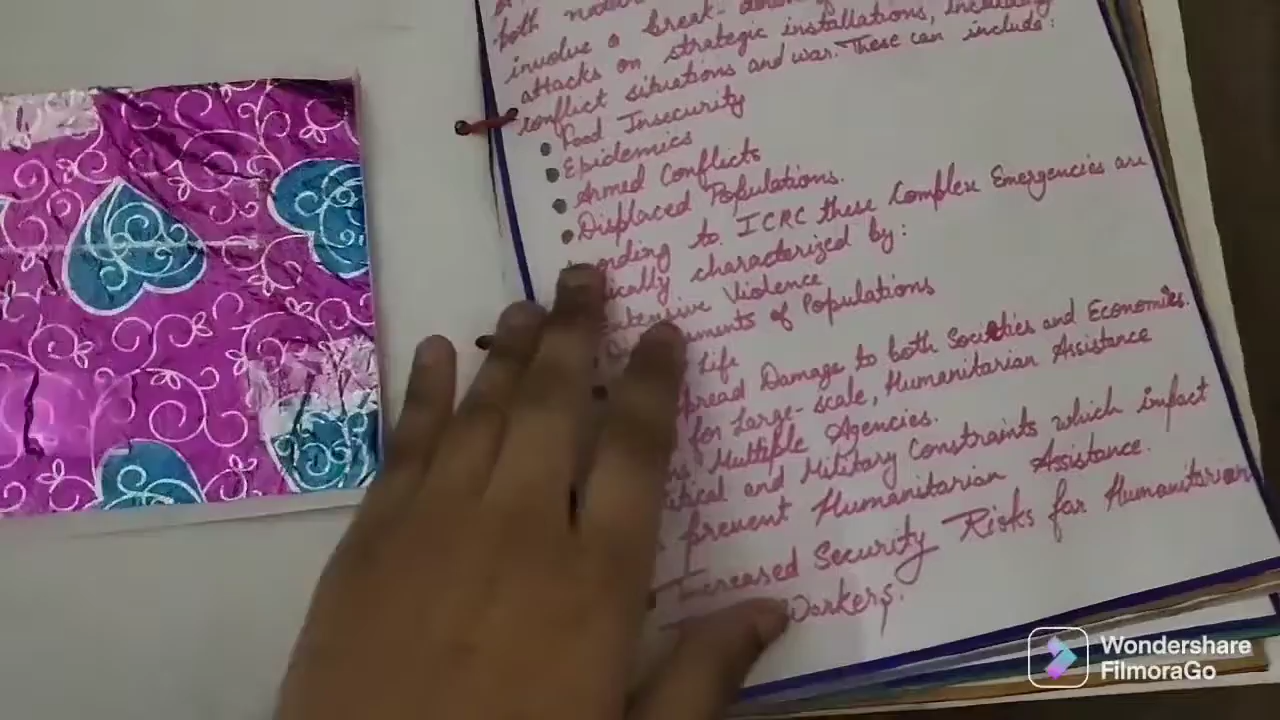 both
involve a break-down
attacks on strategic installations, including
conflict situations and war. These can include:
Food Insecurity
Epidemics
Armed Conflicts
Displaced Populations.
to ICRC these Complex Emergencies are
characterized by:
Violence
of Populations
Life
Damage to both Societies and Economies.
for Large-scale, Humanitarian Assistance
Multiple Agencies.
and Military Constraints which impact
prevent Humanitarian Assistance.
Increased Security Risks for Humanitarian
Workers.
Wondershare
FilmoraGo